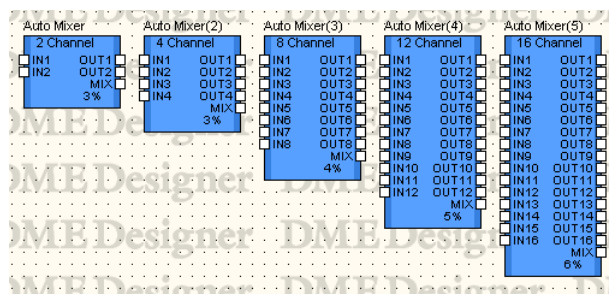 Auto Mixer
2 Channel
IN1 OUT1
IN2 OUT2
MIX
3%
Auto Mixer(2)
4 Channel
IN1 OUT1
IN2 OUT2
IN3 OUT3
IN4 OUT4
MIX
3%
Auto Mixer(3)
8 Channel
IN1 OUT1
IN2 OUT2
IN3 OUT3
IN4 OUT4
IN5 OUT5
IN6 OUT6
IN7 OUT7
IN8 OUT8
MIX
4%
Auto Mixer(4)
12 Channel
IN1 OUT1
IN2 OUT2
IN3 OUT3
IN4 OUT4
IN5 OUT5
IN6 OUT6
IN7 OUT7
IN8 OUT8
IN9 OUT9
IN10 OUT10
IN11 OUT11
IN12 OUT12
MIX
5%
Auto Mixer(5)
16 Channel
IN1 OUT1
IN2 OUT2
IN3 OUT3
IN4 OUT4
IN5 OUT5
IN6 OUT6
IN7 OUT7
IN8 OUT8
IN9 OUT9
IN10 OUT10
IN11 OUT11
IN12 OUT12
IN13 OUT13
IN14 OUT14
IN15 OUT15
IN16 OUT16
MIX
6%
DME Designer
DME Designer DME Designer
DME Designer DME Designer